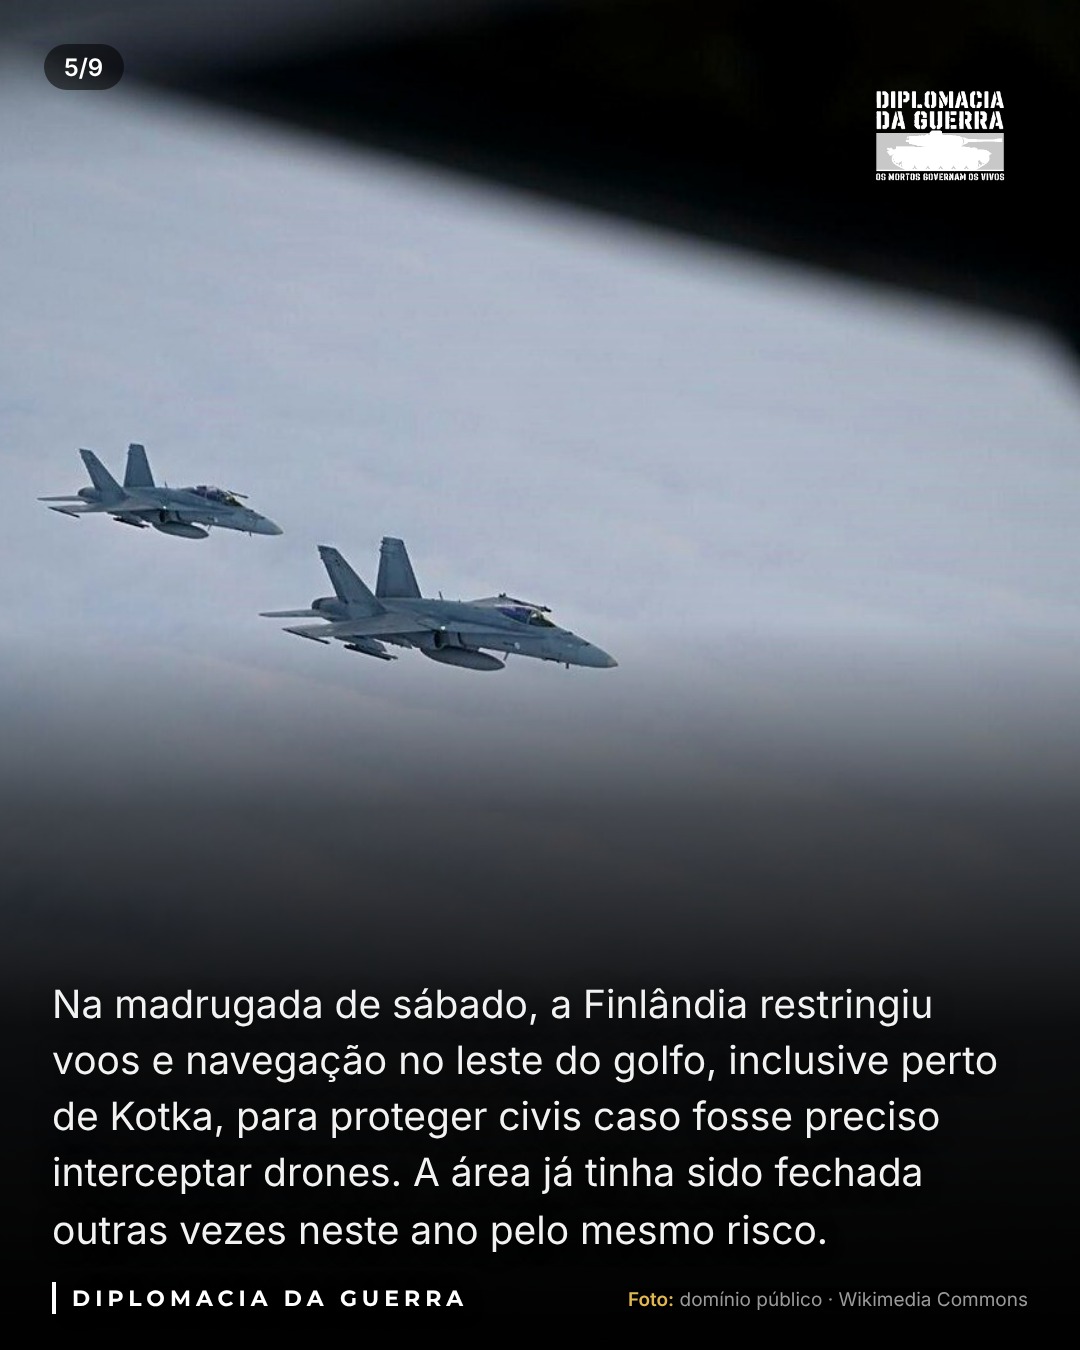 5/9
DIPLOMACIA
DA GUERRA
OS MORTOS GOVERNAM OS VIVOS
Na madrugada de sábado, a Finlândia restringiu
voos e navegação no leste do golfo, inclusive perto
de Kotka, para proteger civis caso fosse preciso
interceptar drones. A área já tinha sido fechada
outras vezes neste ano pelo mesmo risco.
DIPLOMACIA DA GUERRA
Foto: domínio público · Wikimedia Commons